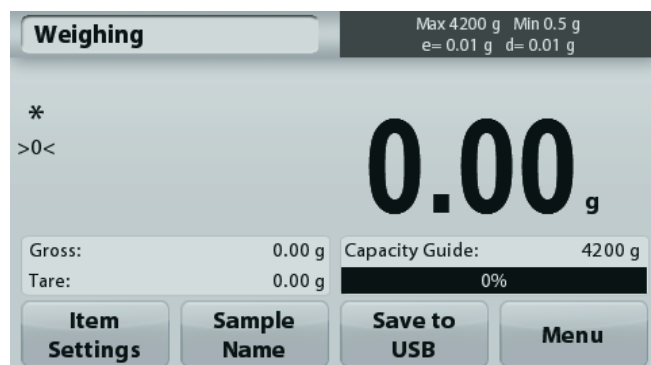 Weighing
Max 4200 g Min 0.5 g
e= 0.01 g d= 0.01 g
*
>0<
0.00 g
Gross: 0.00 g
Tare: 0.00 g
Capacity Guide: 4200 g
0%
Item
Settings
Sample
Name
Save to
USB
Menu